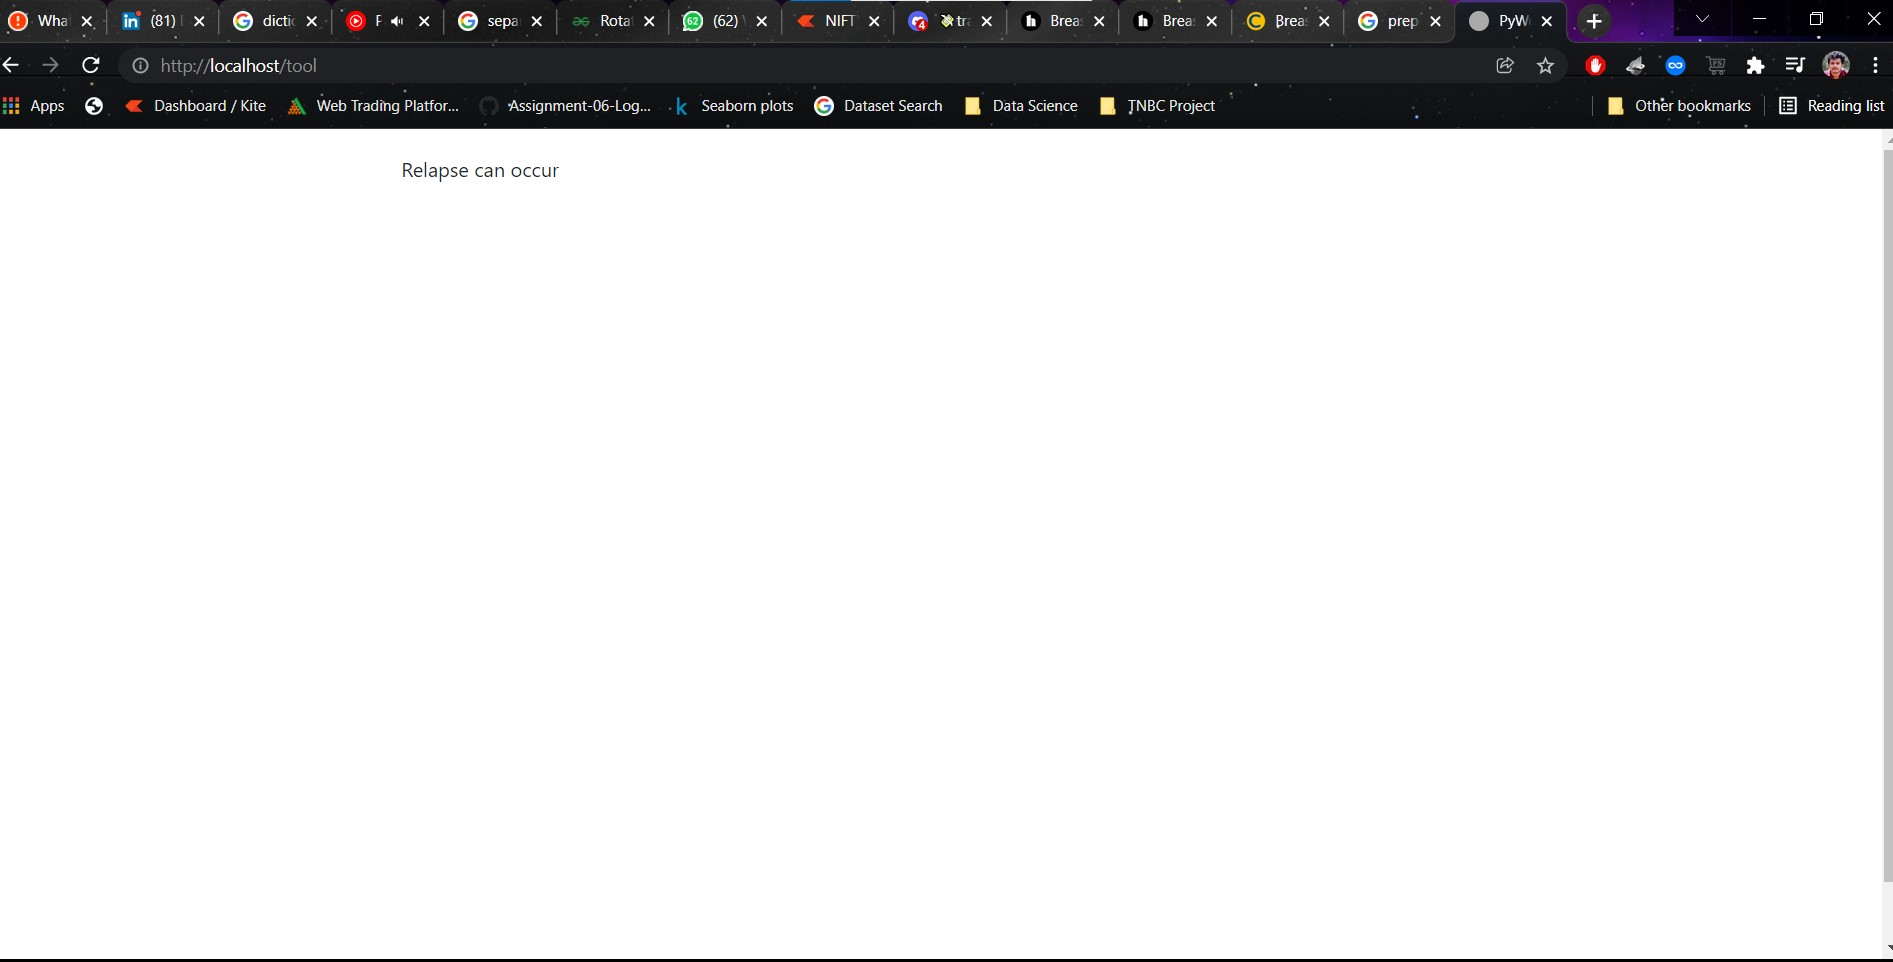 Wha (81) dictio F sepa Rotat (62) NIFT tra Brea Brea Brea prep PyW
http://localhost/tool
Apps Dashboard / Kite Web Trading Platfor... Assignment-06-Log... Seaborn plots Dataset Search Data Science TNBC Project Other bookmarks Reading list
Relapse can occur